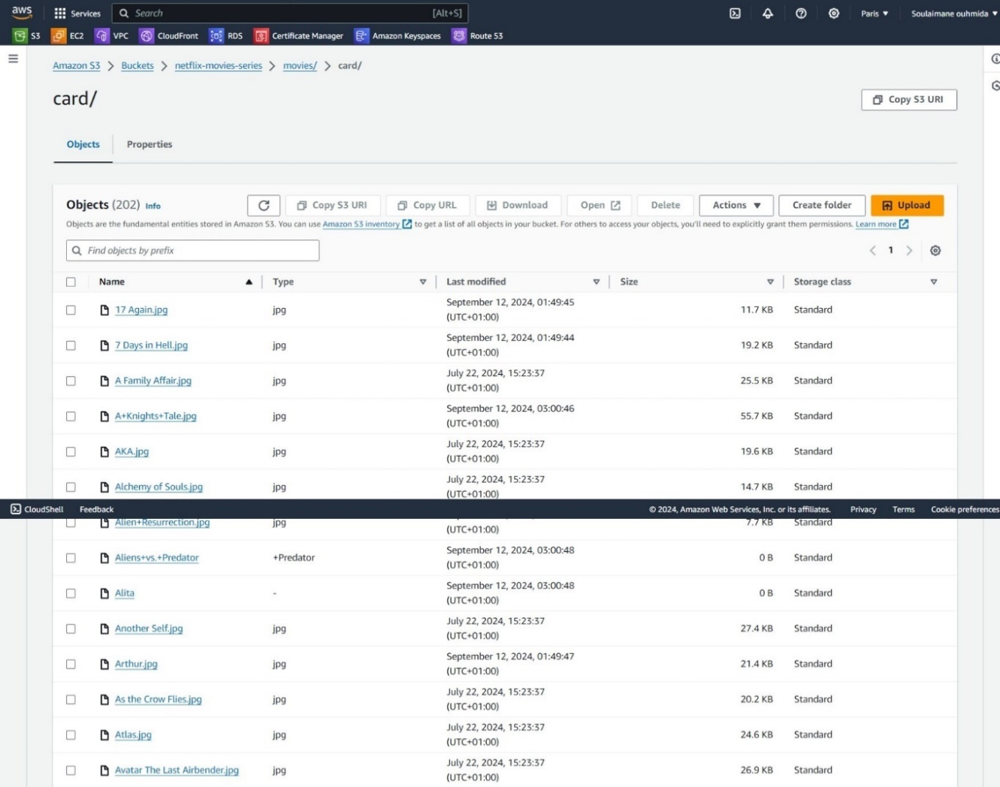 aws Services Search [Alt+S] Paris ▼ Soulaimane ouhmida ▼
S3 EC2 VPC CloudFront RDS Certificate Manager Amazon Keyspaces Route 53
Amazon S3 > Buckets > netflix-movies-series > movies/ > card/
card/
Copy S3 URI
Objects Properties
Objects (202) Info Copy S3 URI Copy URL Download Open Delete Actions ▼ Create folder Upload
Objects are the fundamental entities stored in Amazon S3. You can use Amazon S3 inventory to get a list of all objects in your bucket. For others to access your objects, you'll need to explicitly grant them permissions. Learn more
Find objects by prefix < 1 >
Name Type Last modified Size Storage class
17 Again.jpg jpg September 12, 2024, 01:49:45 (UTC+01:00) 11.7 KB Standard
7 Days in Hell.jpg jpg September 12, 2024, 01:49:44 (UTC+01:00) 19.2 KB Standard
A Family Affair.jpg jpg July 22, 2024, 15:23:37 (UTC+01:00) 25.5 KB Standard
A+Knights+Tale.jpg jpg September 12, 2024, 03:00:46 (UTC+01:00) 55.7 KB Standard
AKA.jpg jpg July 22, 2024, 15:23:37 (UTC+01:00) 19.6 KB Standard
Alchemy of Souls.jpg jpg July 22, 2024, 15:23:37 (UTC+01:00) 14.7 KB Standard
CloudShell Feedback © 2024, Amazon Web Services, Inc. or its affiliates. Privacy Terms Cookie preferences
Alien+Resurrection.jpg jpg (UTC+01:00) 7.7 KB Standard
Aliens+vs.+Predator +Predator September 12, 2024, 03:00:48 (UTC+01:00) 0 B Standard
Alita - September 12, 2024, 03:00:48 (UTC+01:00) 0 B Standard
Another Self.jpg jpg July 22, 2024, 15:23:37 (UTC+01:00) 27.4 KB Standard
Arthur.jpg jpg September 12, 2024, 01:49:47 (UTC+01:00) 21.4 KB Standard
As the Crow Flies.jpg jpg July 22, 2024, 15:23:37 (UTC+01:00) 20.2 KB Standard
Atlas.jpg jpg July 22, 2024, 15:23:37 (UTC+01:00) 24.6 KB Standard
Avatar The Last Airbender.jpg jpg July 22, 2024, 15:23:37 (UTC+01:00) 26.9 KB Standard